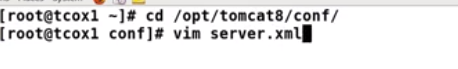 [root@tcox1 ~]# cd /opt/tomcat8/conf/
[root@tcox1 conf]# vim server.xml